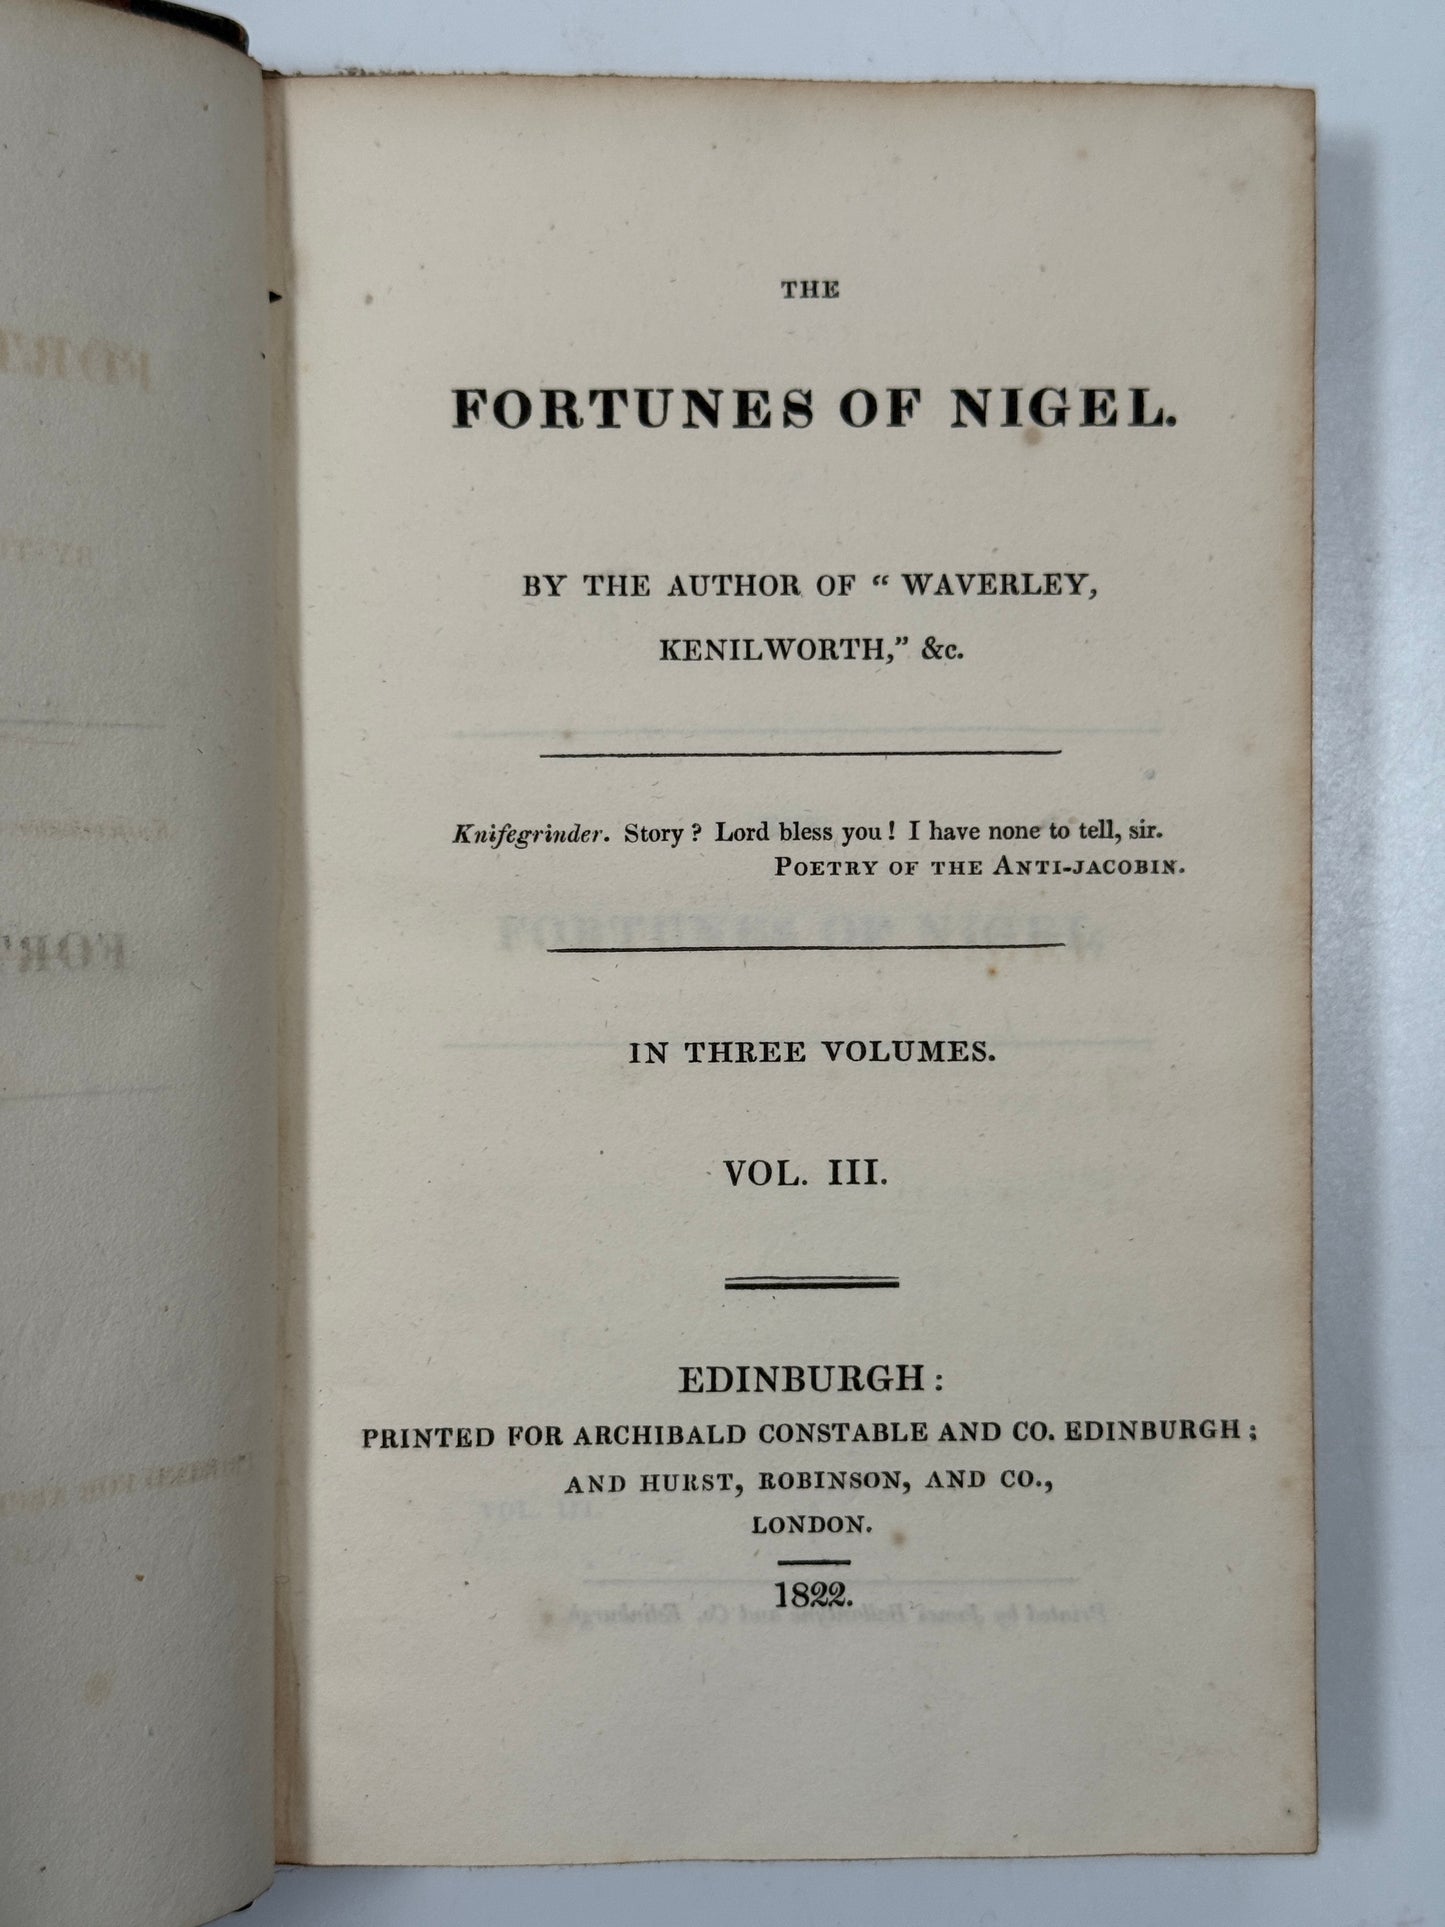 THE
FORTUNES OF NIGEL.
BY THE AUTHOR OF “ WAVERLEY,
KENILWORTH,” &c.
Knifegrinder. Story ? Lord bless you ! I have none to tell, sir.
POETRY OF THE ANTI-JACOBIN.
IN THREE VOLUMES.
VOL. III.
EDINBURGH :
PRINTED FOR ARCHIBALD CONSTABLE AND CO. EDINBURGH ;
AND HURST, ROBINSON, AND CO.,
LONDON.
1822.